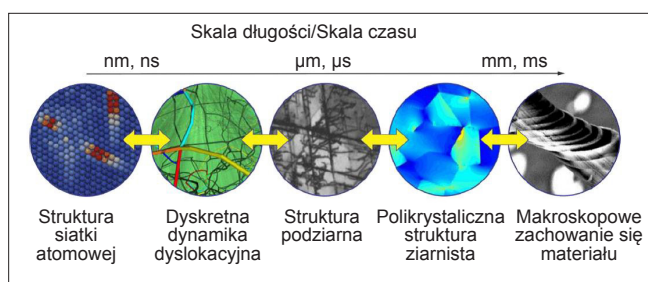 Skala długości/Skala czasu
nm, ns
µm, µs
mm, ms
Struktura
siatki
atomowej
Dyskretna
dynamika
dyslokacyjna
Struktura
podziarna
Polikrystaliczna
struktura
ziarnista
Makroskopowe
zachowanie się
materiału